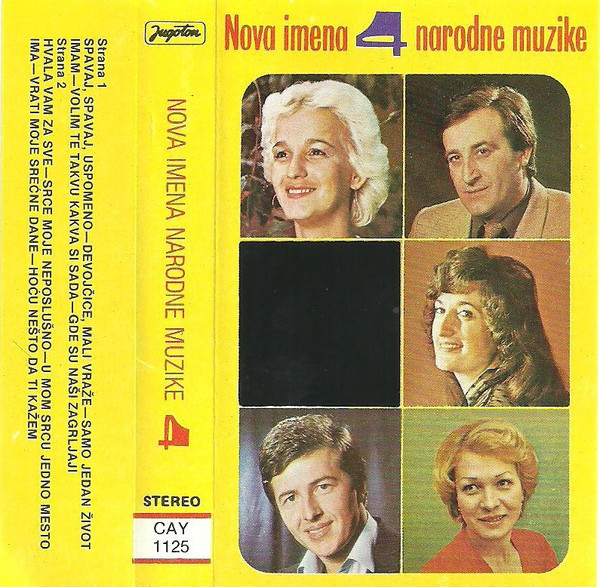 Strana 1
SPAVAJ, SPAVAJ, USPOMENO—DEVOJČICE, MALI VRAŽE—SAMO JEDAN ŽIVOT
IMAM—VOLIM TE TAKVU KAKVA SI SADA—GDE SU NAŠI ZAGRLJAJI
Strana 2
HVALA VAM ZA SVE—SRCE MOJE NEPOSLUŠNO—U MOM SRCU JEDNO MESTO
IMA—VRATI MOJE SREĆNE DANE—HOĆU NEŠTO DA TI KAŽEM
Jugoton
NOVA IMENA NARODNE MUZIKE 4
STEREO
CAY
1125
Nova imena 4 narodne muzike